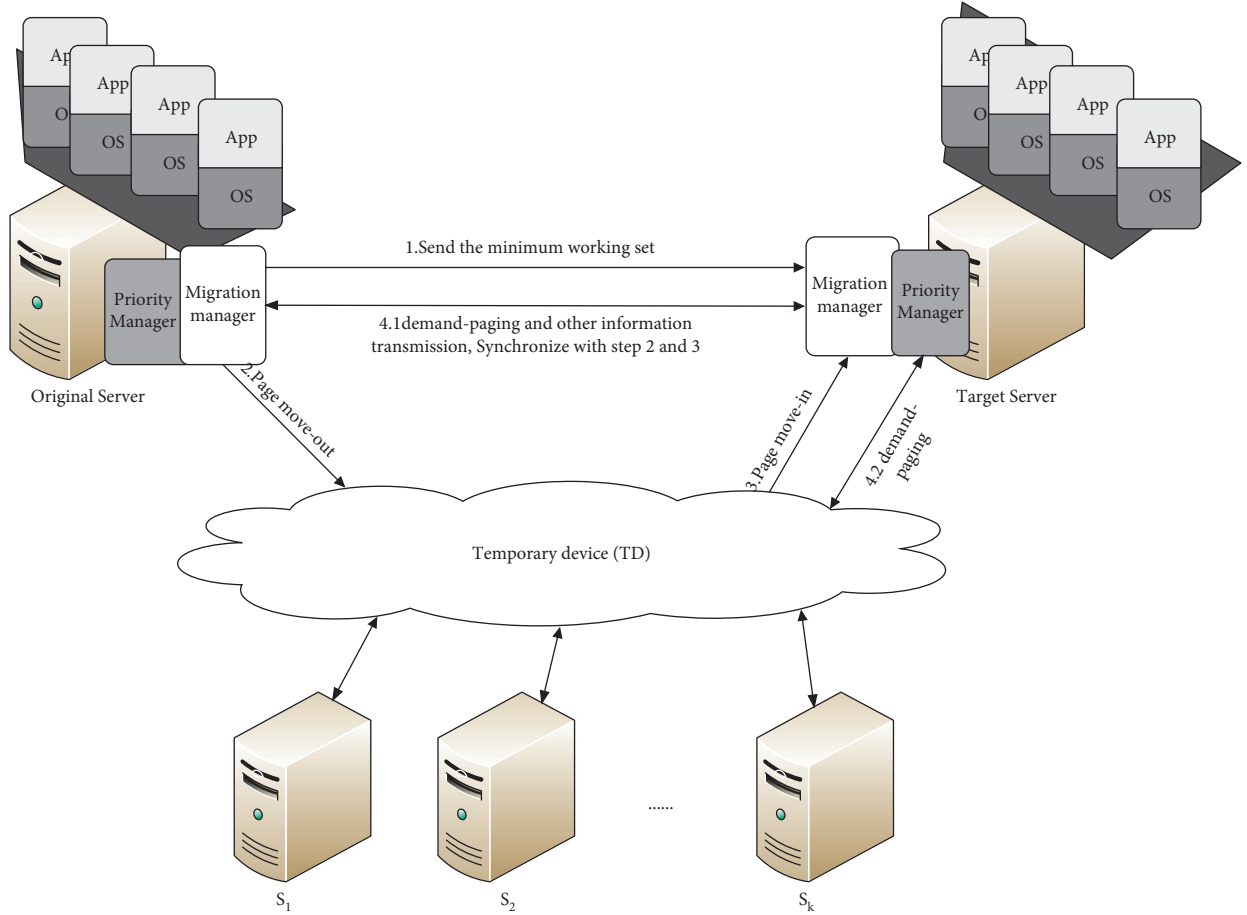 App
App
App
App
O
OS
OS
OS
Priority
Manager
Migration
manager
Original Server
1.Send the minimum working set
4.1demand-paging and other information
transmission, Synchronize with step 2 and 3
App
App
App
App
O
OS
OS
OS
Migration
manager
Priority
Manager
Target Server
2.Page move-out
3.Page move-in
4.2 demand-
paging
Temporary device (TD)
S1
S2
......
Sk